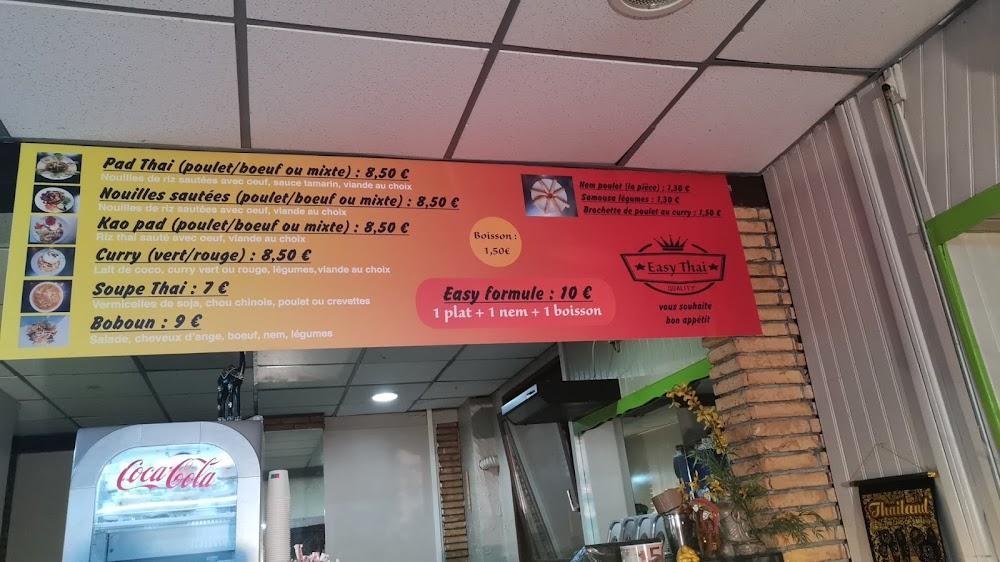 Pad Thai (poulet/boeuf ou mixte) : 8,50 €
Nouilles de riz sautées avec oeuf, sauce tamarin, viande au choix
Nouilles sautées (poulet/boeuf ou mixte) : 8,50 €
Nouilles de riz sautées avec oeuf, viande au choix
Kao pad (poulet/boeuf ou mixte) : 8,50 €
Riz thai sauté avec oeuf, viande au choix
Curry (vert/rouge) : 8,50 €
Lait de coco, curry vert ou rouge, légumes, viande au choix
Soupe Thai : 7 €
Vermicelles de soja, chou chinois, poulet ou crevettes
Boboun : 9 €
Salade, cheveux d'ange, boeuf, nem, légumes
Boisson :
1,50€
Easy formule : 10 €
1 plat + 1 nem + 1 boisson
Nem poulet (la pièce) : 1,30 €
Samousa légumes : 1,30 €
Brochette de poulet au curry : 1,50 €
Easy Thai
QUALITY
vous souhaite
bon appétit
Coca-Cola
Thailand
15